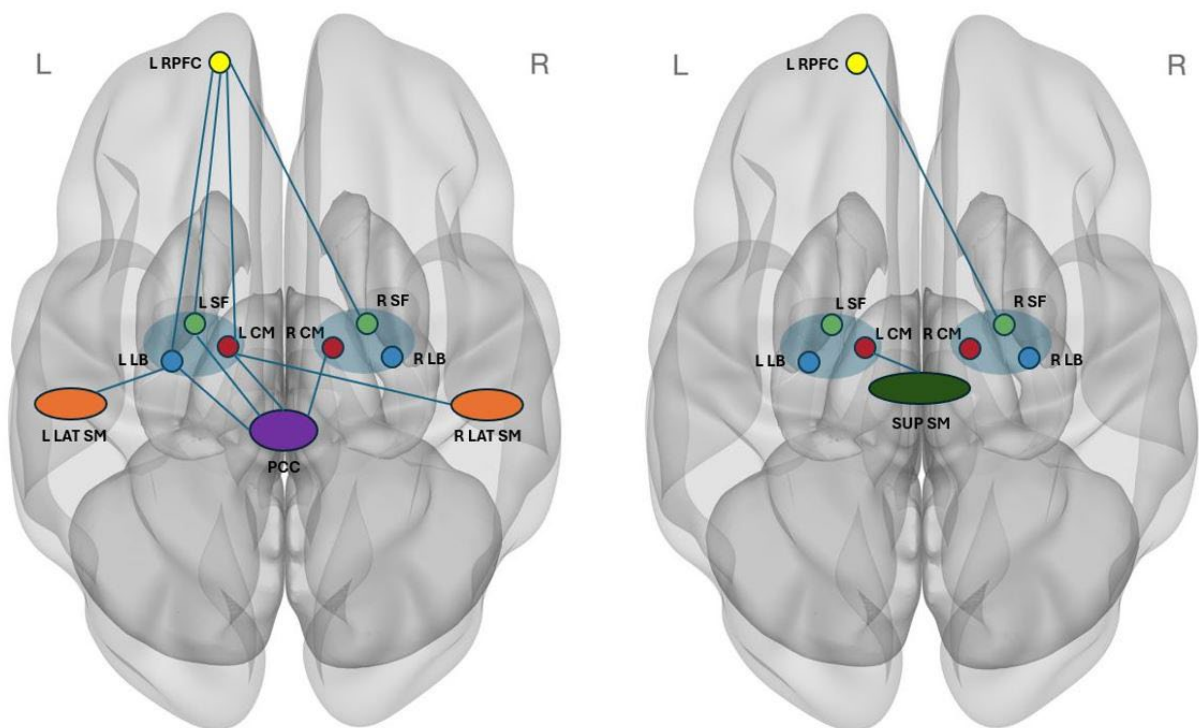 L RPFC
L
R
L SF
R SF
L CM
R CM
L LB
R LB
L LAT SM
R LAT SM
PCC
L RPFC
L
R
L SF
R SF
L CM
R CM
L LB
R LB
SUP SM